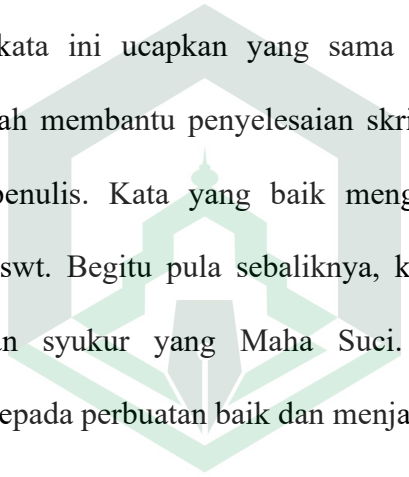 kata ini ucapkan yang sama
ah membantu penyelesaian skri
penulis. Kata yang baik meng
swt. Begitu pula sebaliknya, k
n syukur yang Maha Suci.
epada perbuatan baik dan menja